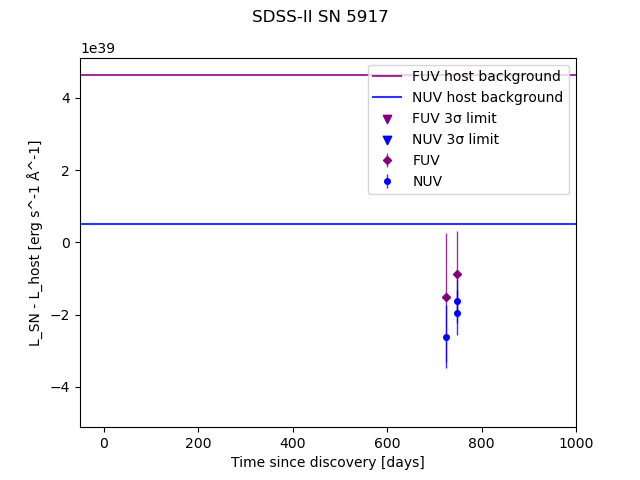 SDSS-II SN 5917
1e39
FUV host background
NUV host background
FUV 3σ limit
NUV 3σ limit
FUV
NUV
4
2
0
−2
−4
L_SN - L_host [erg s^-1 Å^-1]
0 200 400 600 800 1000
Time since discovery [days]